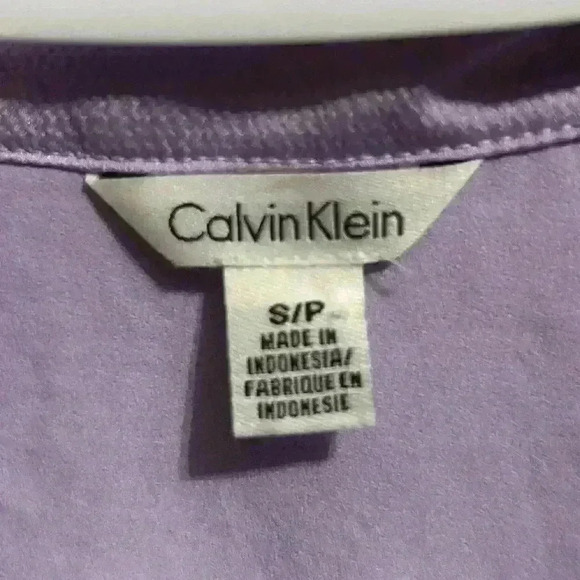 Calvin Klein
S/P
MADE IN
INDONESIA/
FABRIQUE EN
INDONESIE